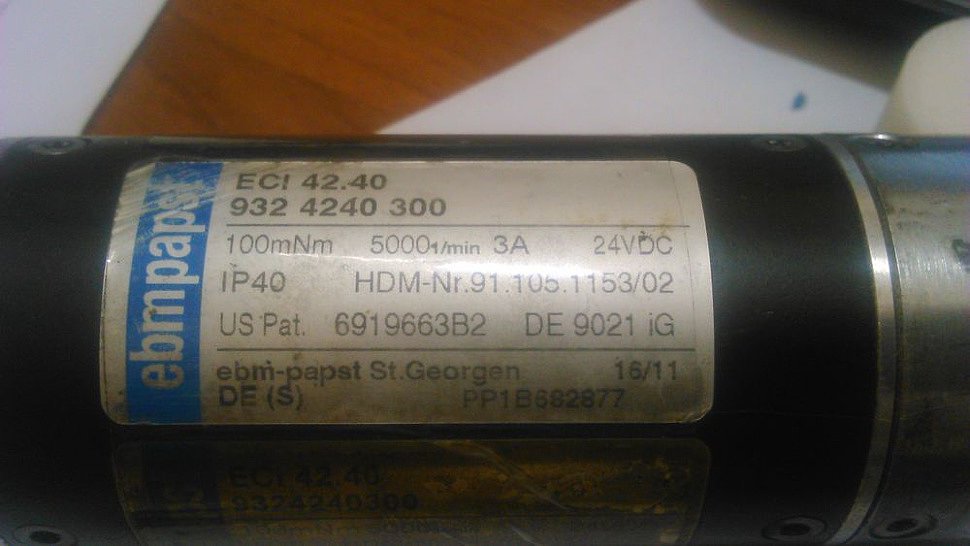 ebmpapst
ECI 42.40
932 4240 300
100mNm 5000 1/min 3A 24VDC
IP40 HDM-Nr.91.105.1153/02
US Pat. 6919663B2 DE 9021 iG
ebm-papst St.Georgen 16/11
DE (S) PP1B682877
ECI 42.40
9324240300